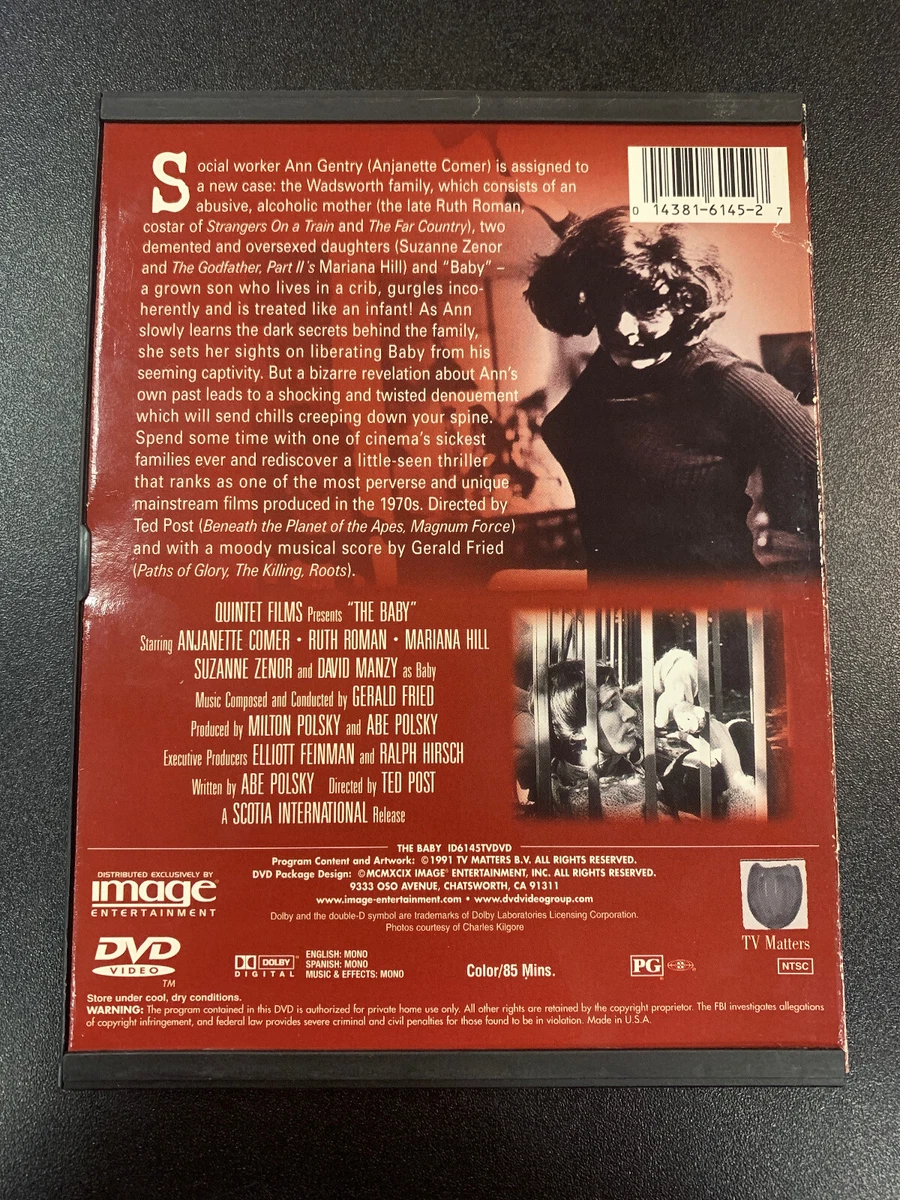 Social worker Ann Gentry (Anjanette Comer) is assigned to
a new case: the Wadsworth family, which consists of an
abusive, alcoholic mother (the late Ruth Roman,
costar of Strangers On a Train and The Far Country), two
demented and oversexed daughters (Suzanne Zenor
and The Godfather, Part II's Mariana Hill) and “Baby” –
a grown son who lives in a crib, gurgles inco-
herently and is treated like an infant! As Ann
slowly learns the dark secrets behind the family,
she sets her sights on liberating Baby from his
seeming captivity. But a bizarre revelation about Ann's
own past leads to a shocking and twisted denouement
which will send chills creeping down your spine.
Spend some time with one of cinema's sickest
families ever and rediscover a little-seen thriller
that ranks as one of the most perverse and unique
mainstream films produced in the 1970s. Directed by
Ted Post (Beneath the Planet of the Apes, Magnum Force)
and with a moody musical score by Gerald Fried
(Paths of Glory, The Killing, Roots).
0 14381-6145-2 7
QUINTET FILMS Presents “THE BABY”
Starring ANJANETTE COMER • RUTH ROMAN • MARIANA HILL
SUZANNE ZENOR and DAVID MANZY as Baby
Music Composed and Conducted by GERALD FRIED
Produced by MILTON POLSKY and ABE POLSKY
Executive Producers ELLIOTT FEINMAN and RALPH HIRSCH
Written by ABE POLSKY Directed by TED POST
A SCOTIA INTERNATIONAL Release
THE BABY ID6145TVDVD
Program Content and Artwork: ©1991 TV MATTERS B.V. ALL RIGHTS RESERVED.
DVD Package Design: ©MCMXCIX IMAGE® ENTERTAINMENT, INC. ALL RIGHTS RESERVED.
9333 OSO AVENUE, CHATSWORTH, CA 91311
www.image-entertainment.com • www.dvdvideogroup.com
Dolby and the double-D symbol are trademarks of Dolby Laboratories Licensing Corporation.
Photos courtesy of Charles Kilgore
DISTRIBUTED EXCLUSIVELY BY
image®
ENTERTAINMENT
TV Matters
DVD
VIDEO
TM
DOLBY
DIGITAL
ENGLISH: MONO
SPANISH: MONO
MUSIC & EFFECTS: MONO
Color/85 Mins.
PG
NTSC
Store under cool, dry conditions.
WARNING: The program contained in this DVD is authorized for private home use only. All other rights are retained by the copyright proprietor. The FBI investigates allegations
of copyright infringement, and federal law provides severe criminal and civil penalties for those found to be in violation. Made in U.S.A.